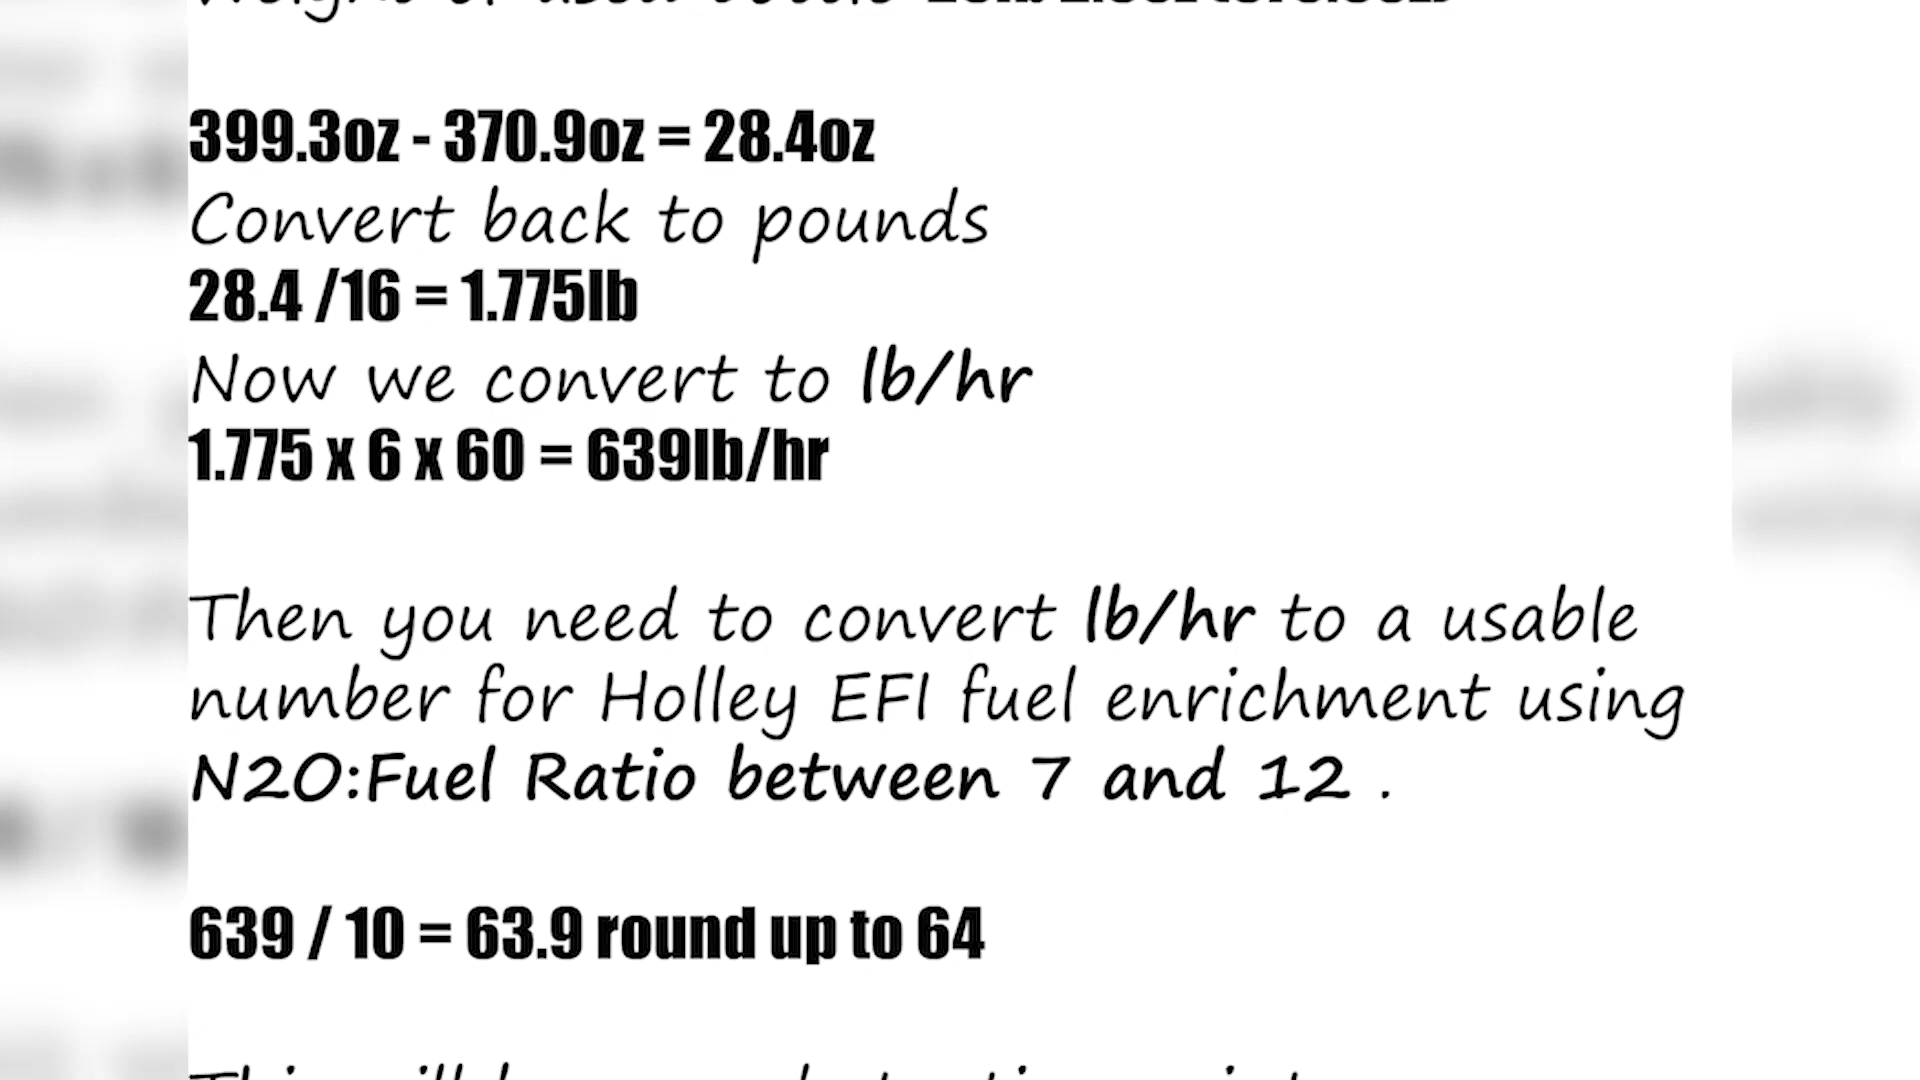 399.3oz - 370.9oz = 28.4oz
Convert back to pounds
28.4 /16 = 1.775lb
Now we convert to lb/hr
1.775 x 6 x 60 = 639lb/hr
Then you need to convert lb/hr to a usable
number for Holley EFI fuel enrichment using
N2O:Fuel Ratio between 7 and 12 .
639 / 10 = 63.9 round up to 64